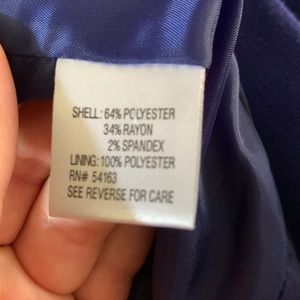 SHELL: 64% POLYESTER
34% RAYON
2% SPANDEX
LINING: 100% POLYESTER
RN# 54163
SEE REVERSE FOR CARE